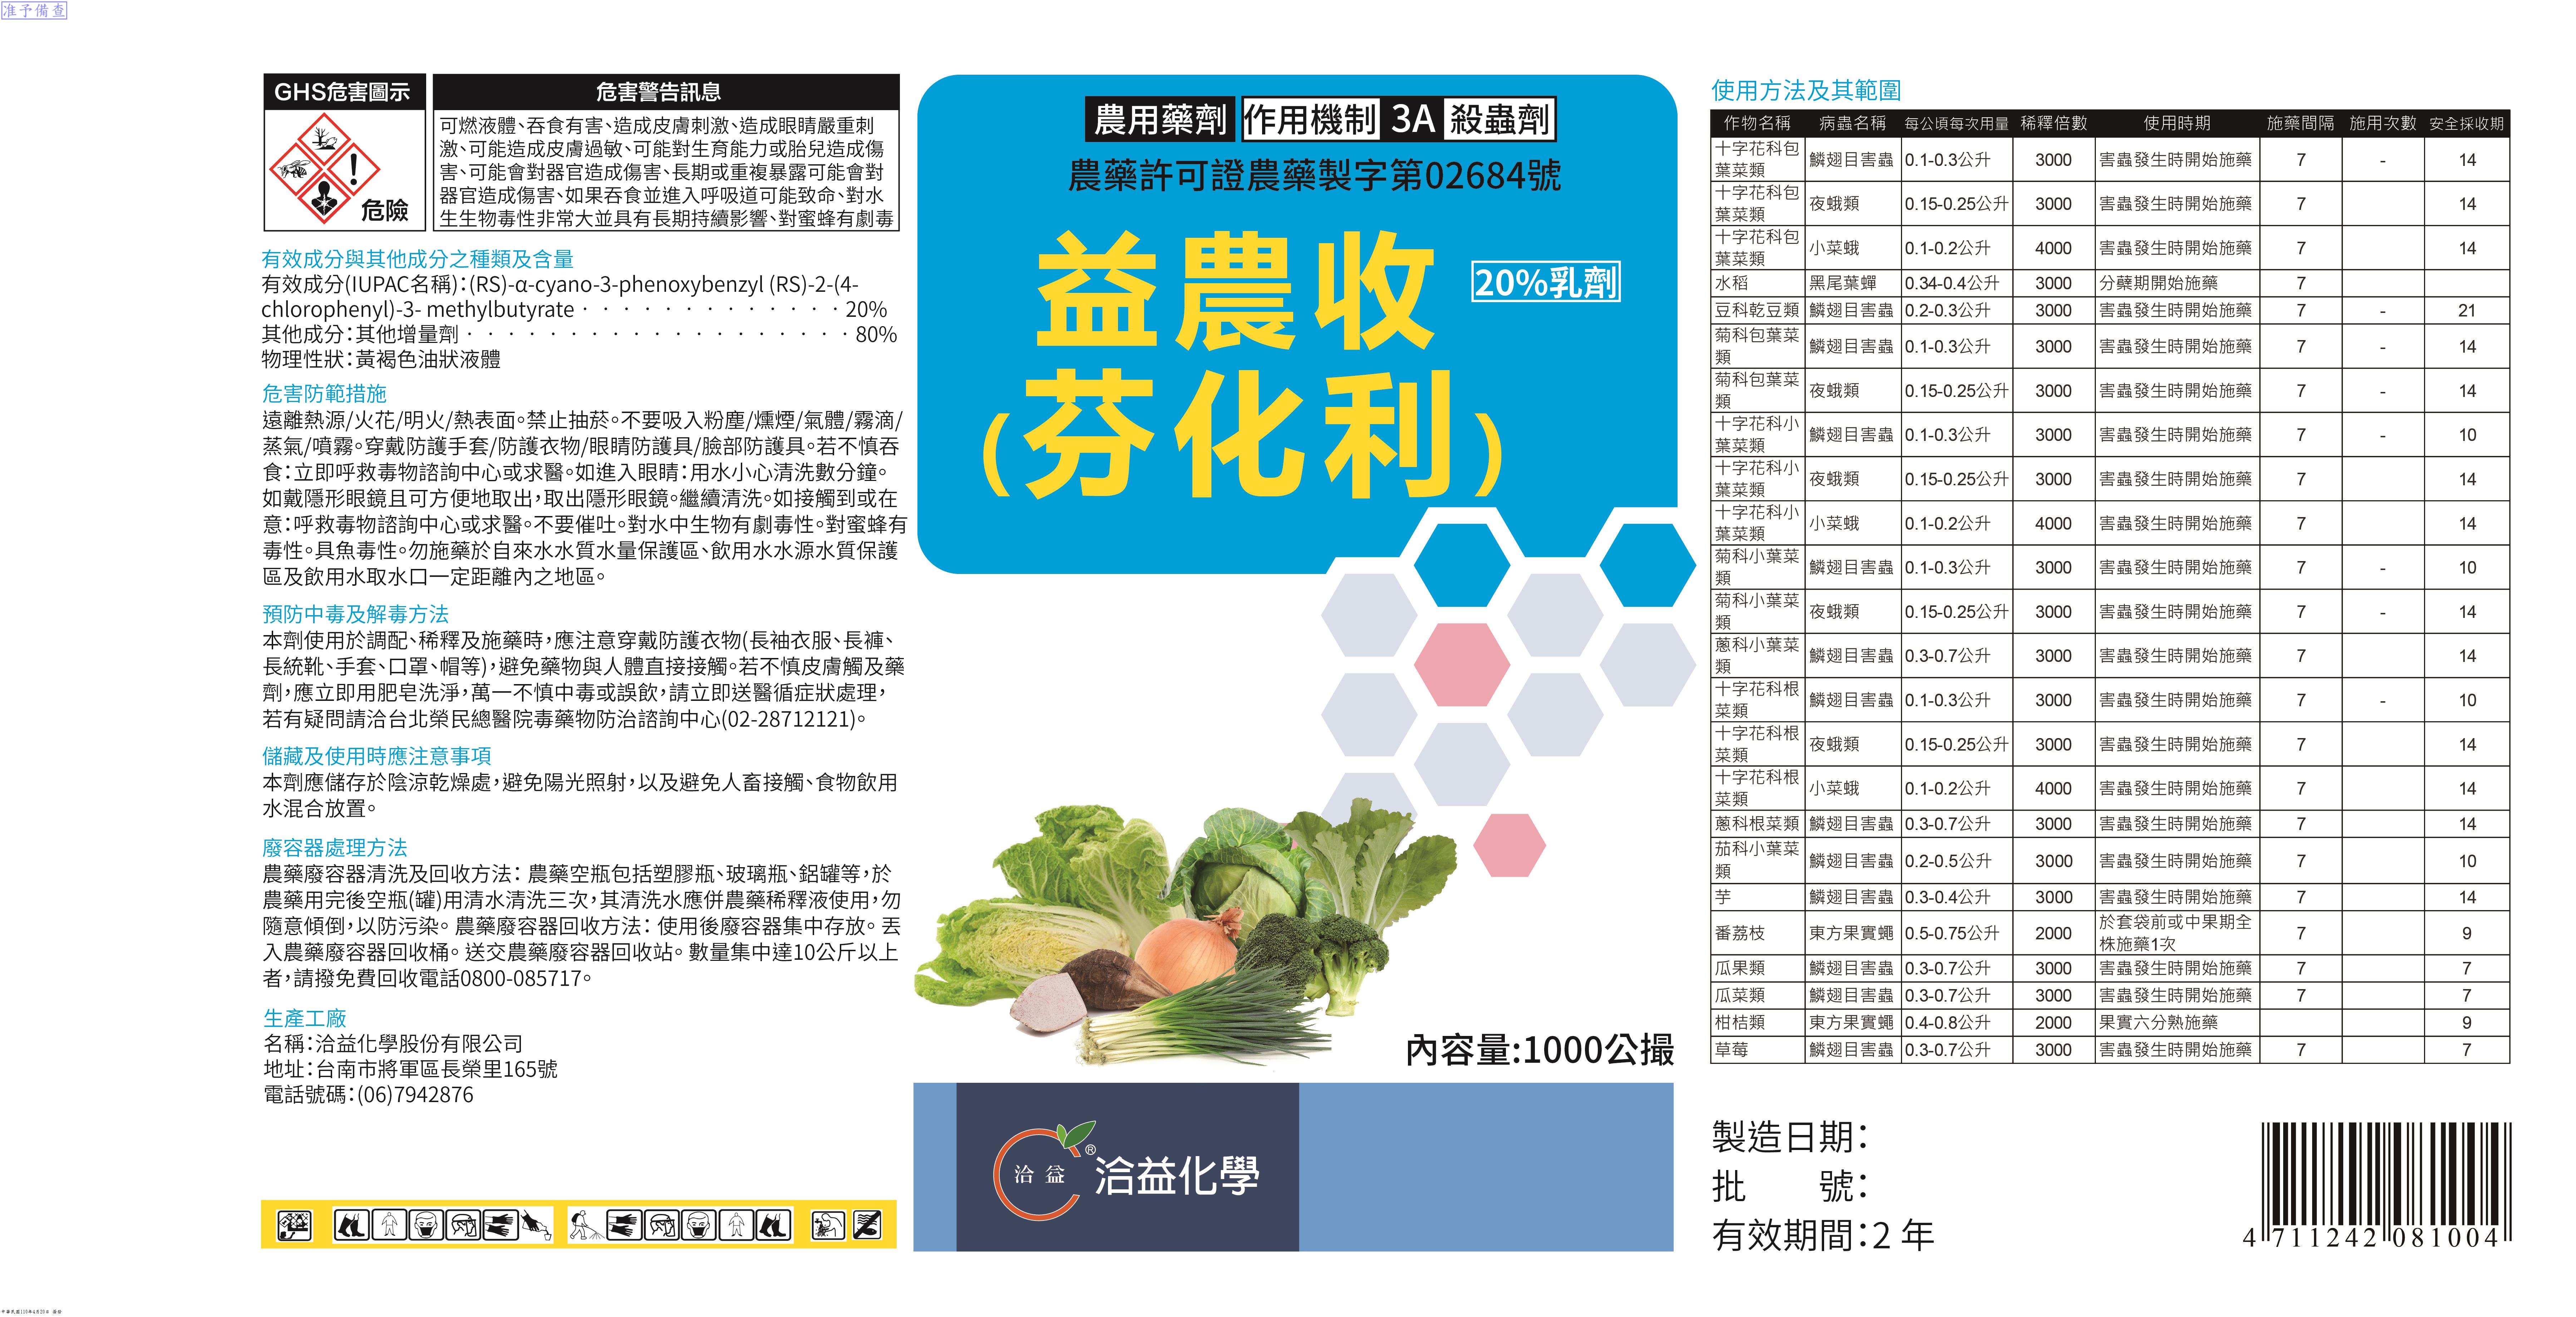 准予備查
GHS危害圖示
危險
危害警告訊息
可燃液體、吞食有害、造成皮膚刺激、造成眼睛嚴重刺
激、可能造成皮膚過敏、可能對生育能力或胎兒造成傷
害、可能會對器官造成傷害、長期或重複暴露可能會對
器官造成傷害、如果吞食並進入呼吸道可能致命、對水
生生物毒性非常大並具有長期持續影響、對蜜蜂有劇毒
有效成分與其他成分之種類及含量
有效成分(IUPAC名稱)：(RS)-α-cyano-3-phenoxybenzyl (RS)-2-(4-
chlorophenyl)-3- methylbutyrate · · · · · · · · · · · · · 20%
其他成分：其他增量劑 · · · · · · · · · · · · · · · · · · · 80%
物理性狀：黃褐色油狀液體
危害防範措施
遠離熱源/火花/明火/熱表面。禁止抽菸。不要吸入粉塵/燻煙/氣體/霧滴/
蒸氣/噴霧。穿戴防護手套/防護衣物/眼睛防護具/臉部防護具。若不慎吞
食：立即呼救毒物諮詢中心或求醫。如進入眼睛：用水小心清洗數分鐘。
如戴隱形眼鏡且可方便地取出，取出隱形眼鏡。繼續清洗。如接觸到或在
意：呼救毒物諮詢中心或求醫。不要催吐。對水中生物有劇毒性。對蜜蜂有
毒性。具魚毒性。勿施藥於自來水水質水量保護區、飲用水水源水質保護
區及飲用水取水口一定距離內之地區。
預防中毒及解毒方法
本劑使用於調配、稀釋及施藥時，應注意穿戴防護衣物(長袖衣服、長褲、
長統靴、手套、口罩、帽等)，避免藥物與人體直接接觸。若不慎皮膚觸及藥
劑，應立即用肥皂洗淨，萬一不慎中毒或誤飲，請立即送醫循症狀處理，
若有疑問請洽台北榮民總醫院毒藥物防治諮詢中心(02-28712121)。
儲藏及使用時應注意事項
本劑應儲存於陰涼乾燥處，避免陽光照射，以及避免人畜接觸、食物飲用
水混合放置。
廢容器處理方法
農藥廢容器清洗及回收方法：農藥空瓶包括塑膠瓶、玻璃瓶、鋁罐等，於
農藥用完後空瓶(罐)用清水清洗三次，其清洗水應併農藥稀釋液使用，勿
隨意傾倒，以防污染。農藥廢容器回收方法：使用後廢容器集中存放。丟
入農藥廢容器回收桶。送交農藥廢容器回收站。數量集中達10公斤以上
者，請撥免費回收電話0800-085717。
生產工廠
名稱：洽益化學股份有限公司
地址：台南市將軍區長榮里165號
電話號碼：(06)7942876
農用藥劑 作用機制 3A 殺蟲劑
農藥許可證農藥製字第02684號
益農收
20%乳劑
(芬化利)
內容量:1000公撮
洽益 ® 洽益化學
使用方法及其範圍
作物名稱 病蟲名稱 每公頃每次用量 稀釋倍數 使用時期 施藥間隔 施用次數 安全採收期
十字花科包
葉菜類 鱗翅目害蟲 0.1-0.3公升 3000 害蟲發生時開始施藥 7 - 14
十字花科包
葉菜類 夜蛾類 0.15-0.25公升 3000 害蟲發生時開始施藥 7 14
十字花科包
葉菜類 小菜蛾 0.1-0.2公升 4000 害蟲發生時開始施藥 7 14
水稻 黑尾葉蟬 0.34-0.4公升 3000 分蘗期開始施藥 7
豆科乾豆類 鱗翅目害蟲 0.2-0.3公升 3000 害蟲發生時開始施藥 7 - 21
菊科包葉菜
類 鱗翅目害蟲 0.1-0.3公升 3000 害蟲發生時開始施藥 7 - 14
菊科包葉菜
類 夜蛾類 0.15-0.25公升 3000 害蟲發生時開始施藥 7 - 14
十字花科小
葉菜類 鱗翅目害蟲 0.1-0.3公升 3000 害蟲發生時開始施藥 7 - 10
十字花科小
葉菜類 夜蛾類 0.15-0.25公升 3000 害蟲發生時開始施藥 7 14
十字花科小
葉菜類 小菜蛾 0.1-0.2公升 4000 害蟲發生時開始施藥 7 14
菊科小葉菜
類 鱗翅目害蟲 0.1-0.3公升 3000 害蟲發生時開始施藥 7 - 10
菊科小葉菜
類 夜蛾類 0.15-0.25公升 3000 害蟲發生時開始施藥 7 - 14
蔥科小葉菜
類 鱗翅目害蟲 0.3-0.7公升 3000 害蟲發生時開始施藥 7 14
十字花科根
菜類 鱗翅目害蟲 0.1-0.3公升 3000 害蟲發生時開始施藥 7 - 10
十字花科根
菜類 夜蛾類 0.15-0.25公升 3000 害蟲發生時開始施藥 7 14
十字花科根
菜類 小菜蛾 0.1-0.2公升 4000 害蟲發生時開始施藥 7 14
蔥科根菜類 鱗翅目害蟲 0.3-0.7公升 3000 害蟲發生時開始施藥 7 14
茄科小葉菜
類 鱗翅目害蟲 0.2-0.5公升 3000 害蟲發生時開始施藥 7 10
芋 鱗翅目害蟲 0.3-0.4公升 3000 害蟲發生時開始施藥 7 14
番荔枝 東方果實蠅 0.5-0.75公升 2000 於套袋前或中果期全
株施藥1次 7 9
瓜果類 鱗翅目害蟲 0.3-0.7公升 3000 害蟲發生時開始施藥 7 7
瓜菜類 鱗翅目害蟲 0.3-0.7公升 3000 害蟲發生時開始施藥 7 7
柑桔類 東方果實蠅 0.4-0.8公升 2000 果實六分熟施藥 9
草莓 鱗翅目害蟲 0.3-0.7公升 3000 害蟲發生時開始施藥 7 7
製造日期：
批 號：
有效期間：2 年
4 711242 081004